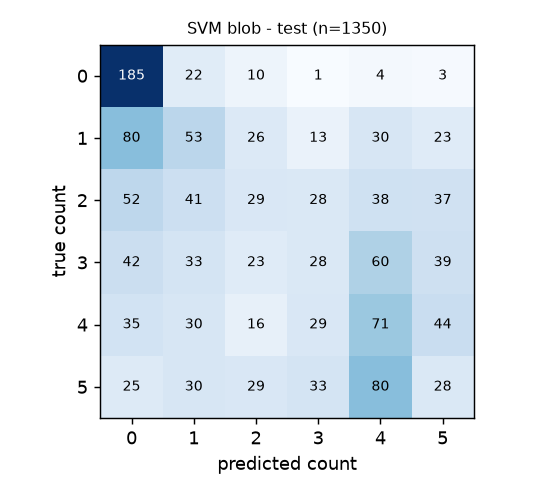 SVM blob - test (n=1350)
true count
0 185 22 10 1 4 3
1 80 53 26 13 30 23
2 52 41 29 28 38 37
3 42 33 23 28 60 39
4 35 30 16 29 71 44
5 25 30 29 33 80 28
0 1 2 3 4 5
predicted count